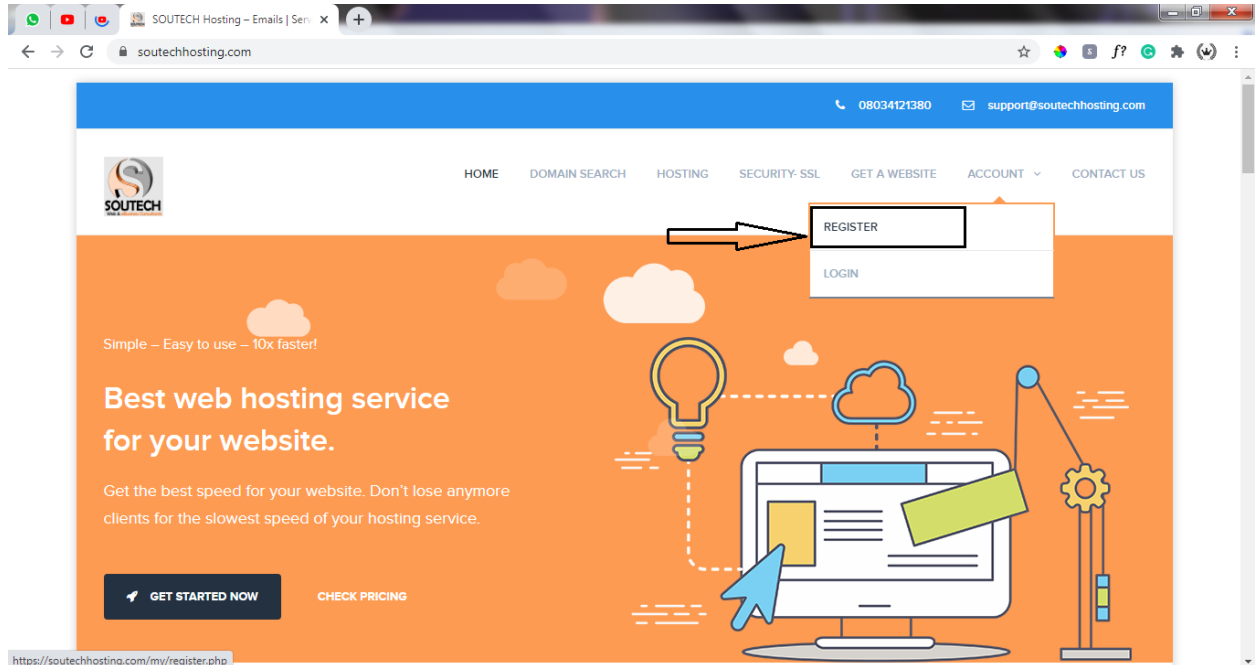 SOUTECH Hosting – Emails | Serv
soutechhosting.com
f?
08034121380 support@soutechhosting.com
SOUTECH
HOME DOMAIN SEARCH HOSTING SECURITY- SSL GET A WEBSITE ACCOUNT CONTACT US
REGISTER
LOGIN
Simple – Easy to use – 10x faster!
Best web hosting service
for your website.
Get the best speed for your website. Don't lose anymore
clients for the slowest speed of your hosting service.
GET STARTED NOW CHECK PRICING
https://soutechhosting.com/my/register.php